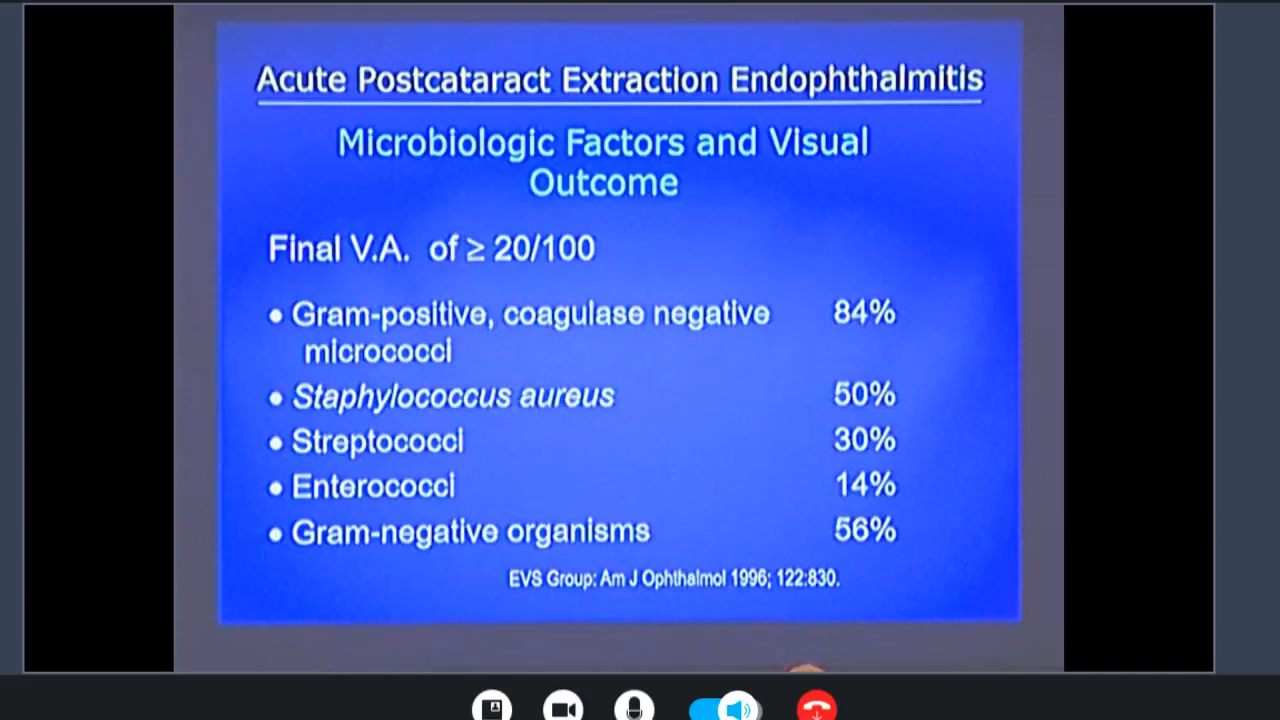 Acute Postcataract Extraction Endophthalmitis
Microbiologic Factors and Visual
Outcome
Final V.A. of ≥ 20/100
• Gram-positive, coagulase negative 84%
micrococci
• Staphylococcus aureus 50%
• Streptococci 30%
• Enterococci 14%
• Gram-negative organisms 56%
EVS Group: Am J Ophthalmol 1996; 122:830.